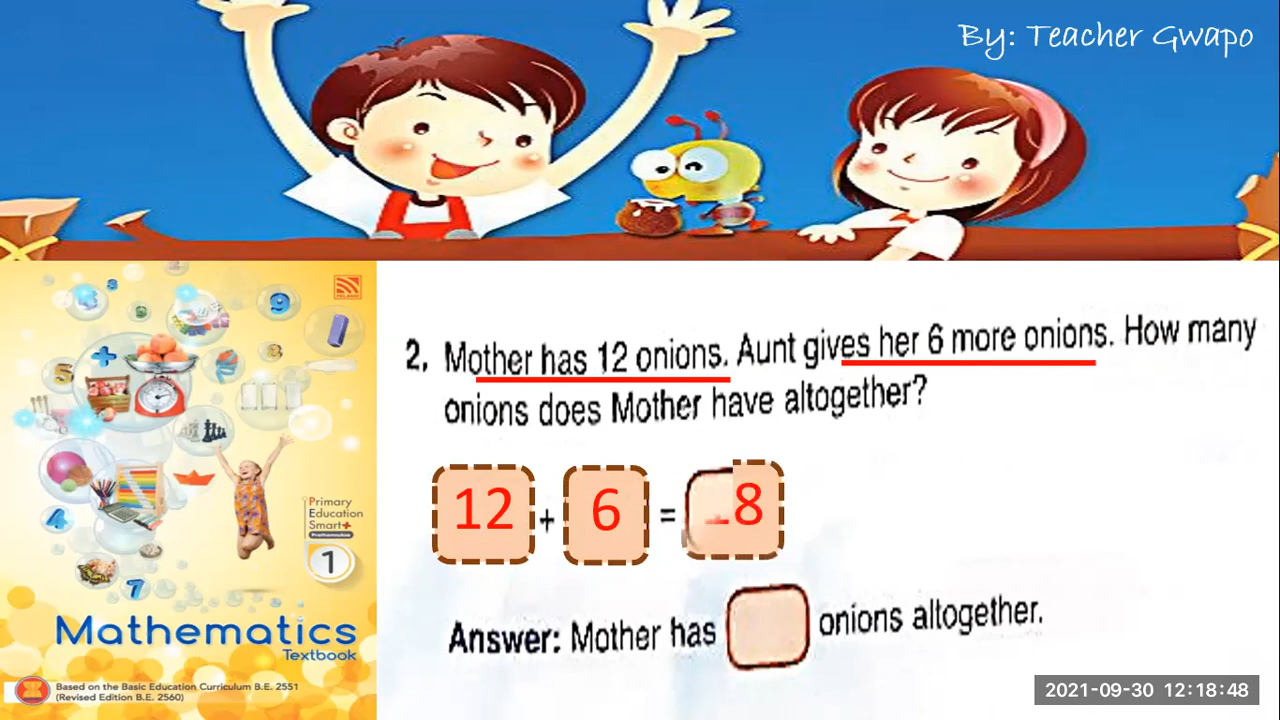 By: Teacher Gwapo
2. Mother has 12 onions. Aunt gives her 6 more onions. How many
onions does Mother have altogether?
12 + 6 = 8
Answer: Mother has onions altogether.
Primary
Education
Smart+
Prathomsuksa
1
Mathematics
Textbook
Based on the Basic Education Curriculum B.E. 2551
(Revised Edition B.E. 2560)
2021-09-30 12:18:48